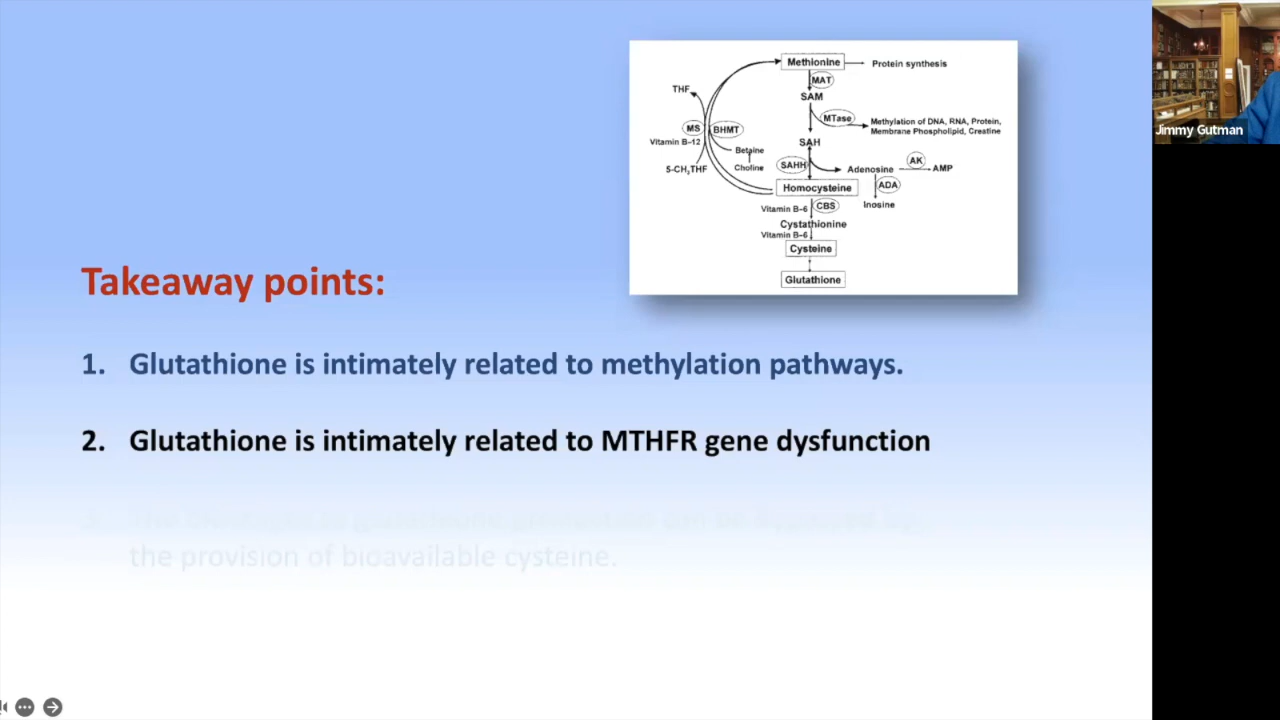 Methionine
Protein synthesis
MAT
THF
SAM
MTase
Methylation of DNA, RNA, Protein,
Membrane Phospholipid, Creatine
MS
BHMT
Vitamin B-12
Betaine
SAH
5-CH3THF
Choline
SAHH
Adenosine
AK
AMP
ADA
Homocysteine
Inosine
Vitamin B-6
CBS
Cystathionine
Vitamin B-6
Cysteine
Glutathione
Jimmy Gutman
Takeaway points:
1. Glutathione is intimately related to methylation pathways.
2. Glutathione is intimately related to MTHFR gene dysfunction
the provision of bioavailable cysteine.